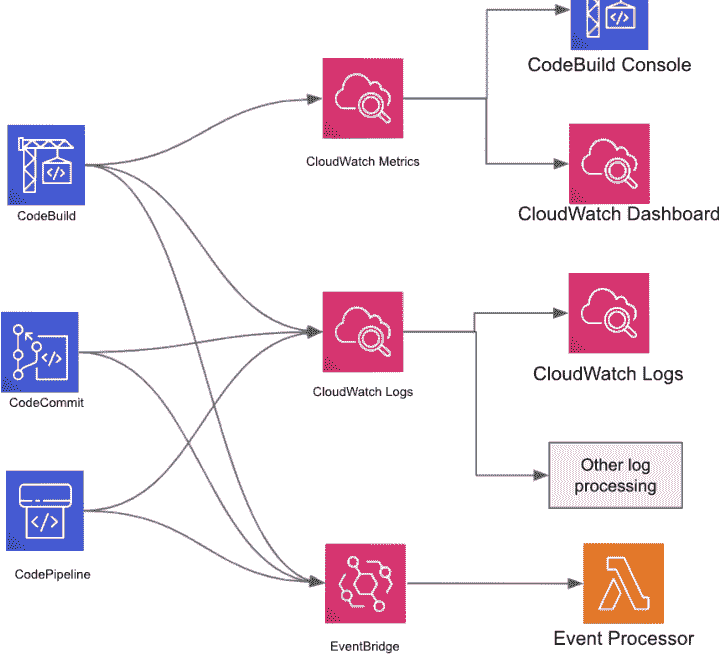 CodeBuild Console
CloudWatch Metrics
CodeBuild
CloudWatch Dashboard
CloudWatch Logs
CloudWatch Logs
CodeCommit
Other log
processing
CodePipeline
EventBridge
Event Processor